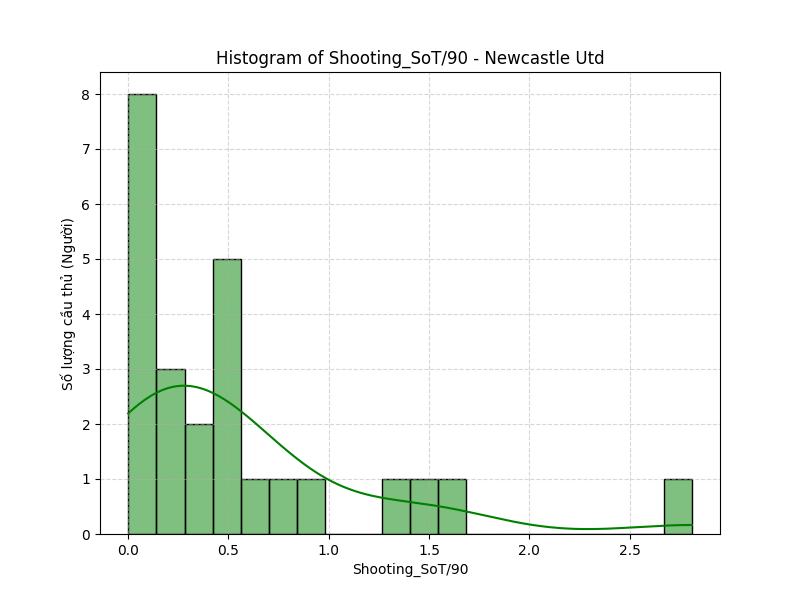 Histogram of Shooting_SoT/90 - Newcastle Utd
Số lượng cầu thủ (Người)
8
7
6
5
4
3
2
1
0
0.0 0.5 1.0 1.5 2.0 2.5
Shooting_SoT/90